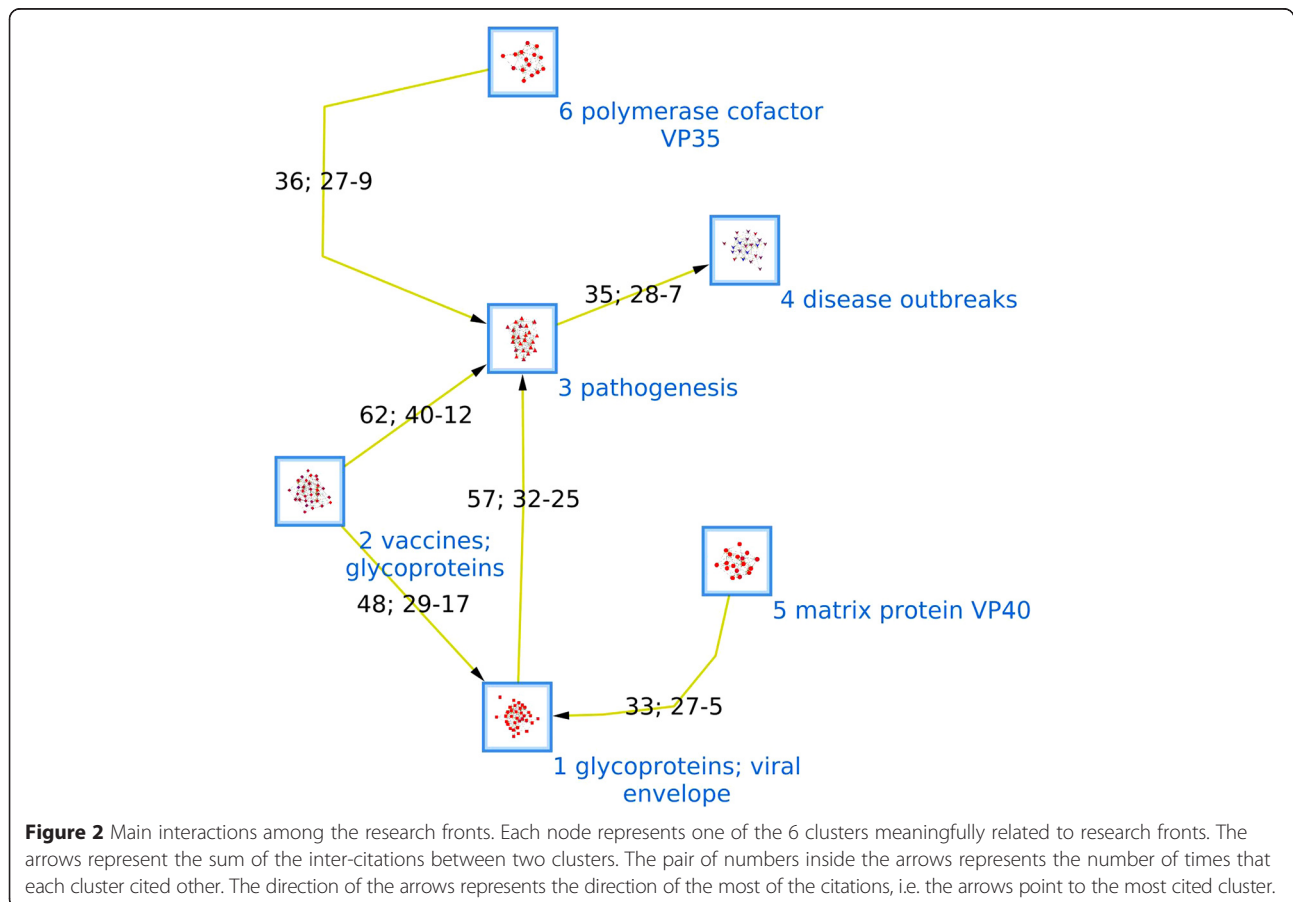 6 polymerase cofactor
VP35
36; 27-9
4 disease outbreaks
35; 28-7
3 pathogenesis
62; 40-12
57; 32-25
2 vaccines;
glycoproteins
48; 29-17
5 matrix protein VP40
33; 27-5
1 glycoproteins; viral
envelope
Figure 2 Main interactions among the research fronts. Each node represents one of the 6 clusters meaningfully related to research fronts. The
arrows represent the sum of the inter-citations between two clusters. The pair of numbers inside the arrows represents the number of times that
each cluster cited other. The direction of the arrows represents the direction of the most of the citations, i.e. the arrows point to the most cited cluster.